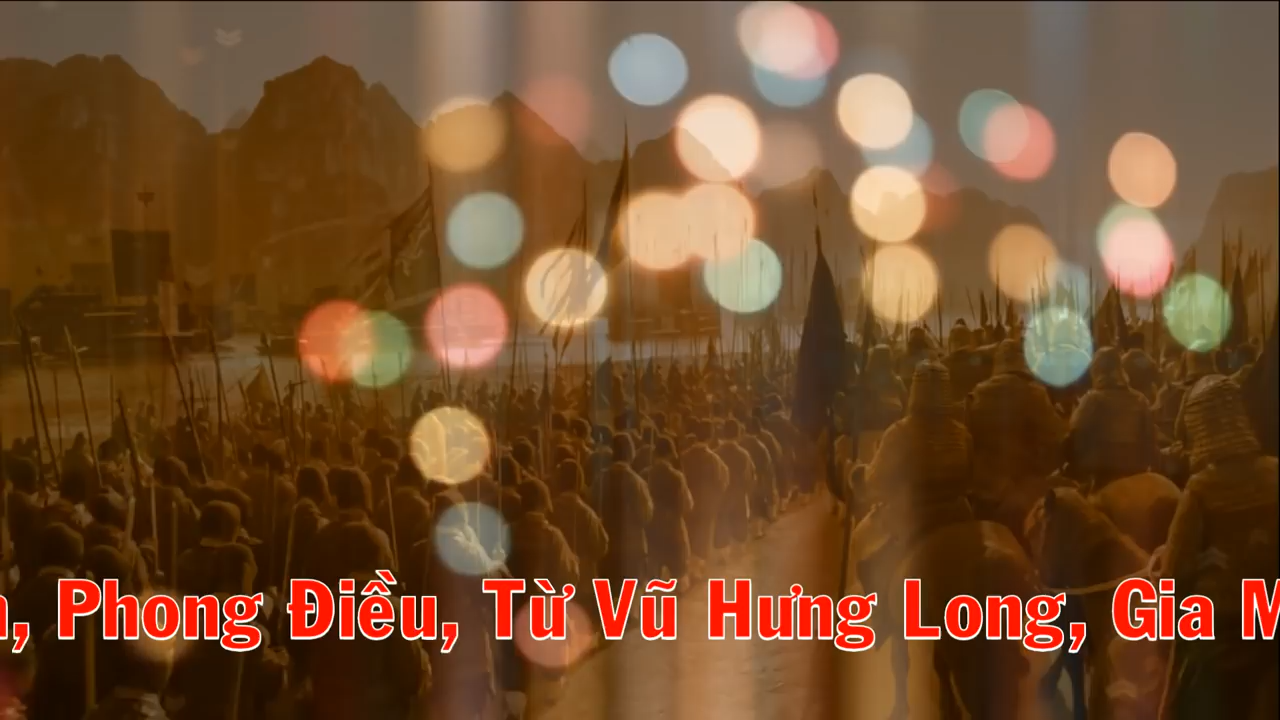 , Phong Điều, Từ Vũ Hưng Long, Gia